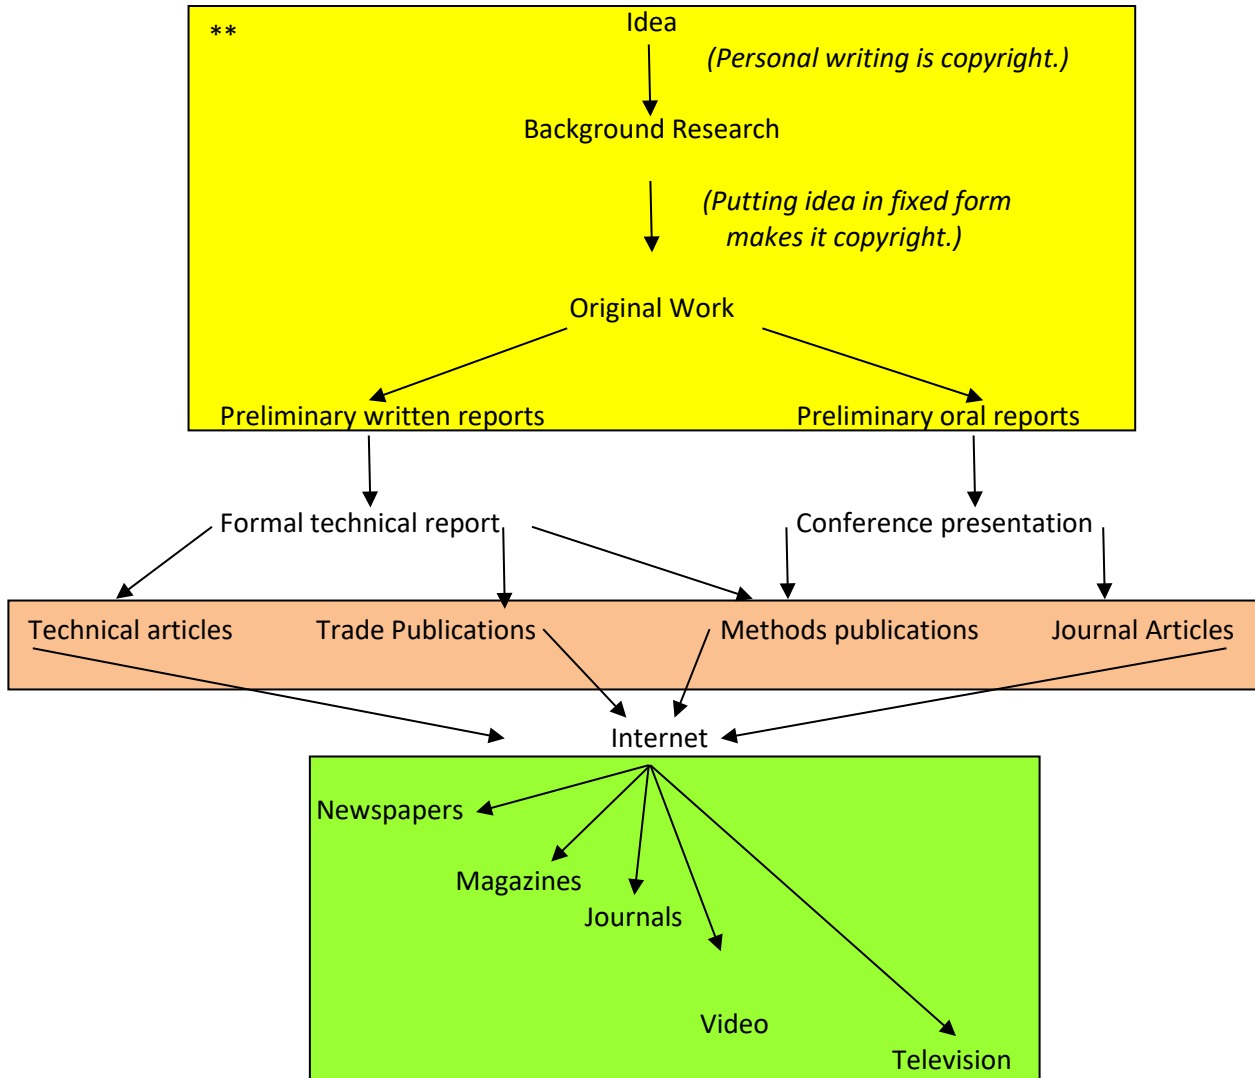 **
Idea
(Personal writing is copyright.)
Background Research
(Putting idea in fixed form
makes it copyright.)
Original Work
Preliminary written reports
Preliminary oral reports
Formal technical report
Conference presentation
Technical articles
Trade Publications
Methods publications
Journal Articles
Internet
Newspapers
Magazines
Journals
Video
Television